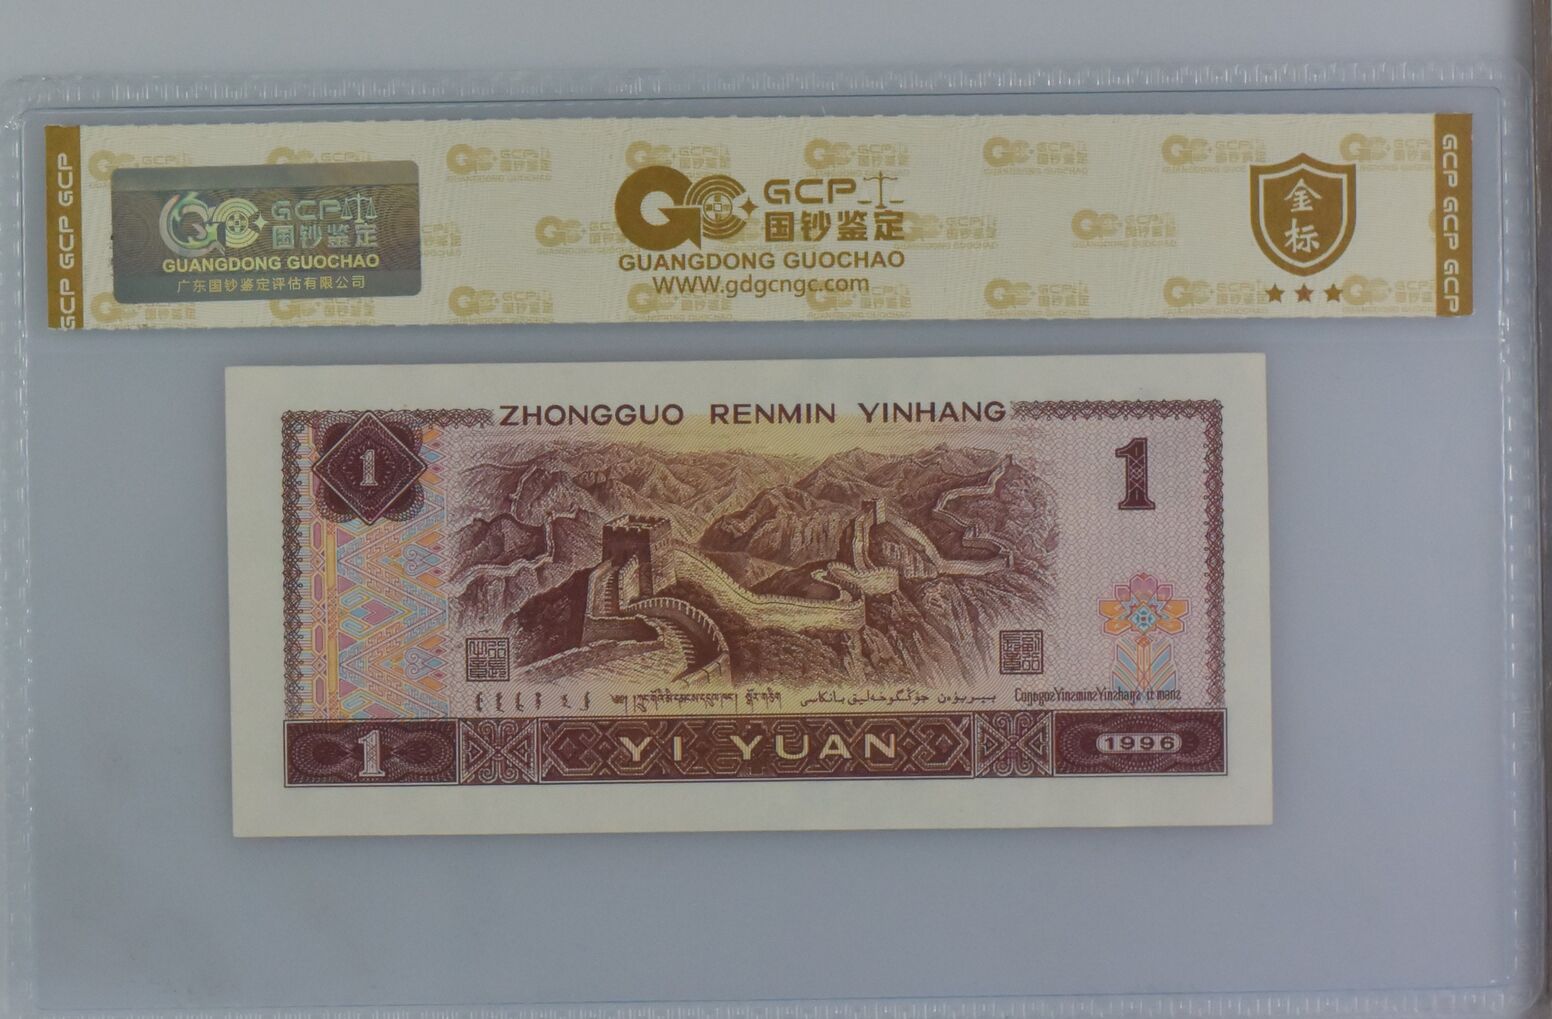 GCP GCP GCP
GCP
国钞鉴定
GUANGDONG GUOCHAO
广东国钞鉴定评估有限公司
GCP
国钞鉴定
GUANGDONG GUOCHAO
WWW.gdgcngc.com
金标
GCP GCP GCP
ZHONGGUO RENMIN YINHANG
1
1
1
YI YUAN
1996